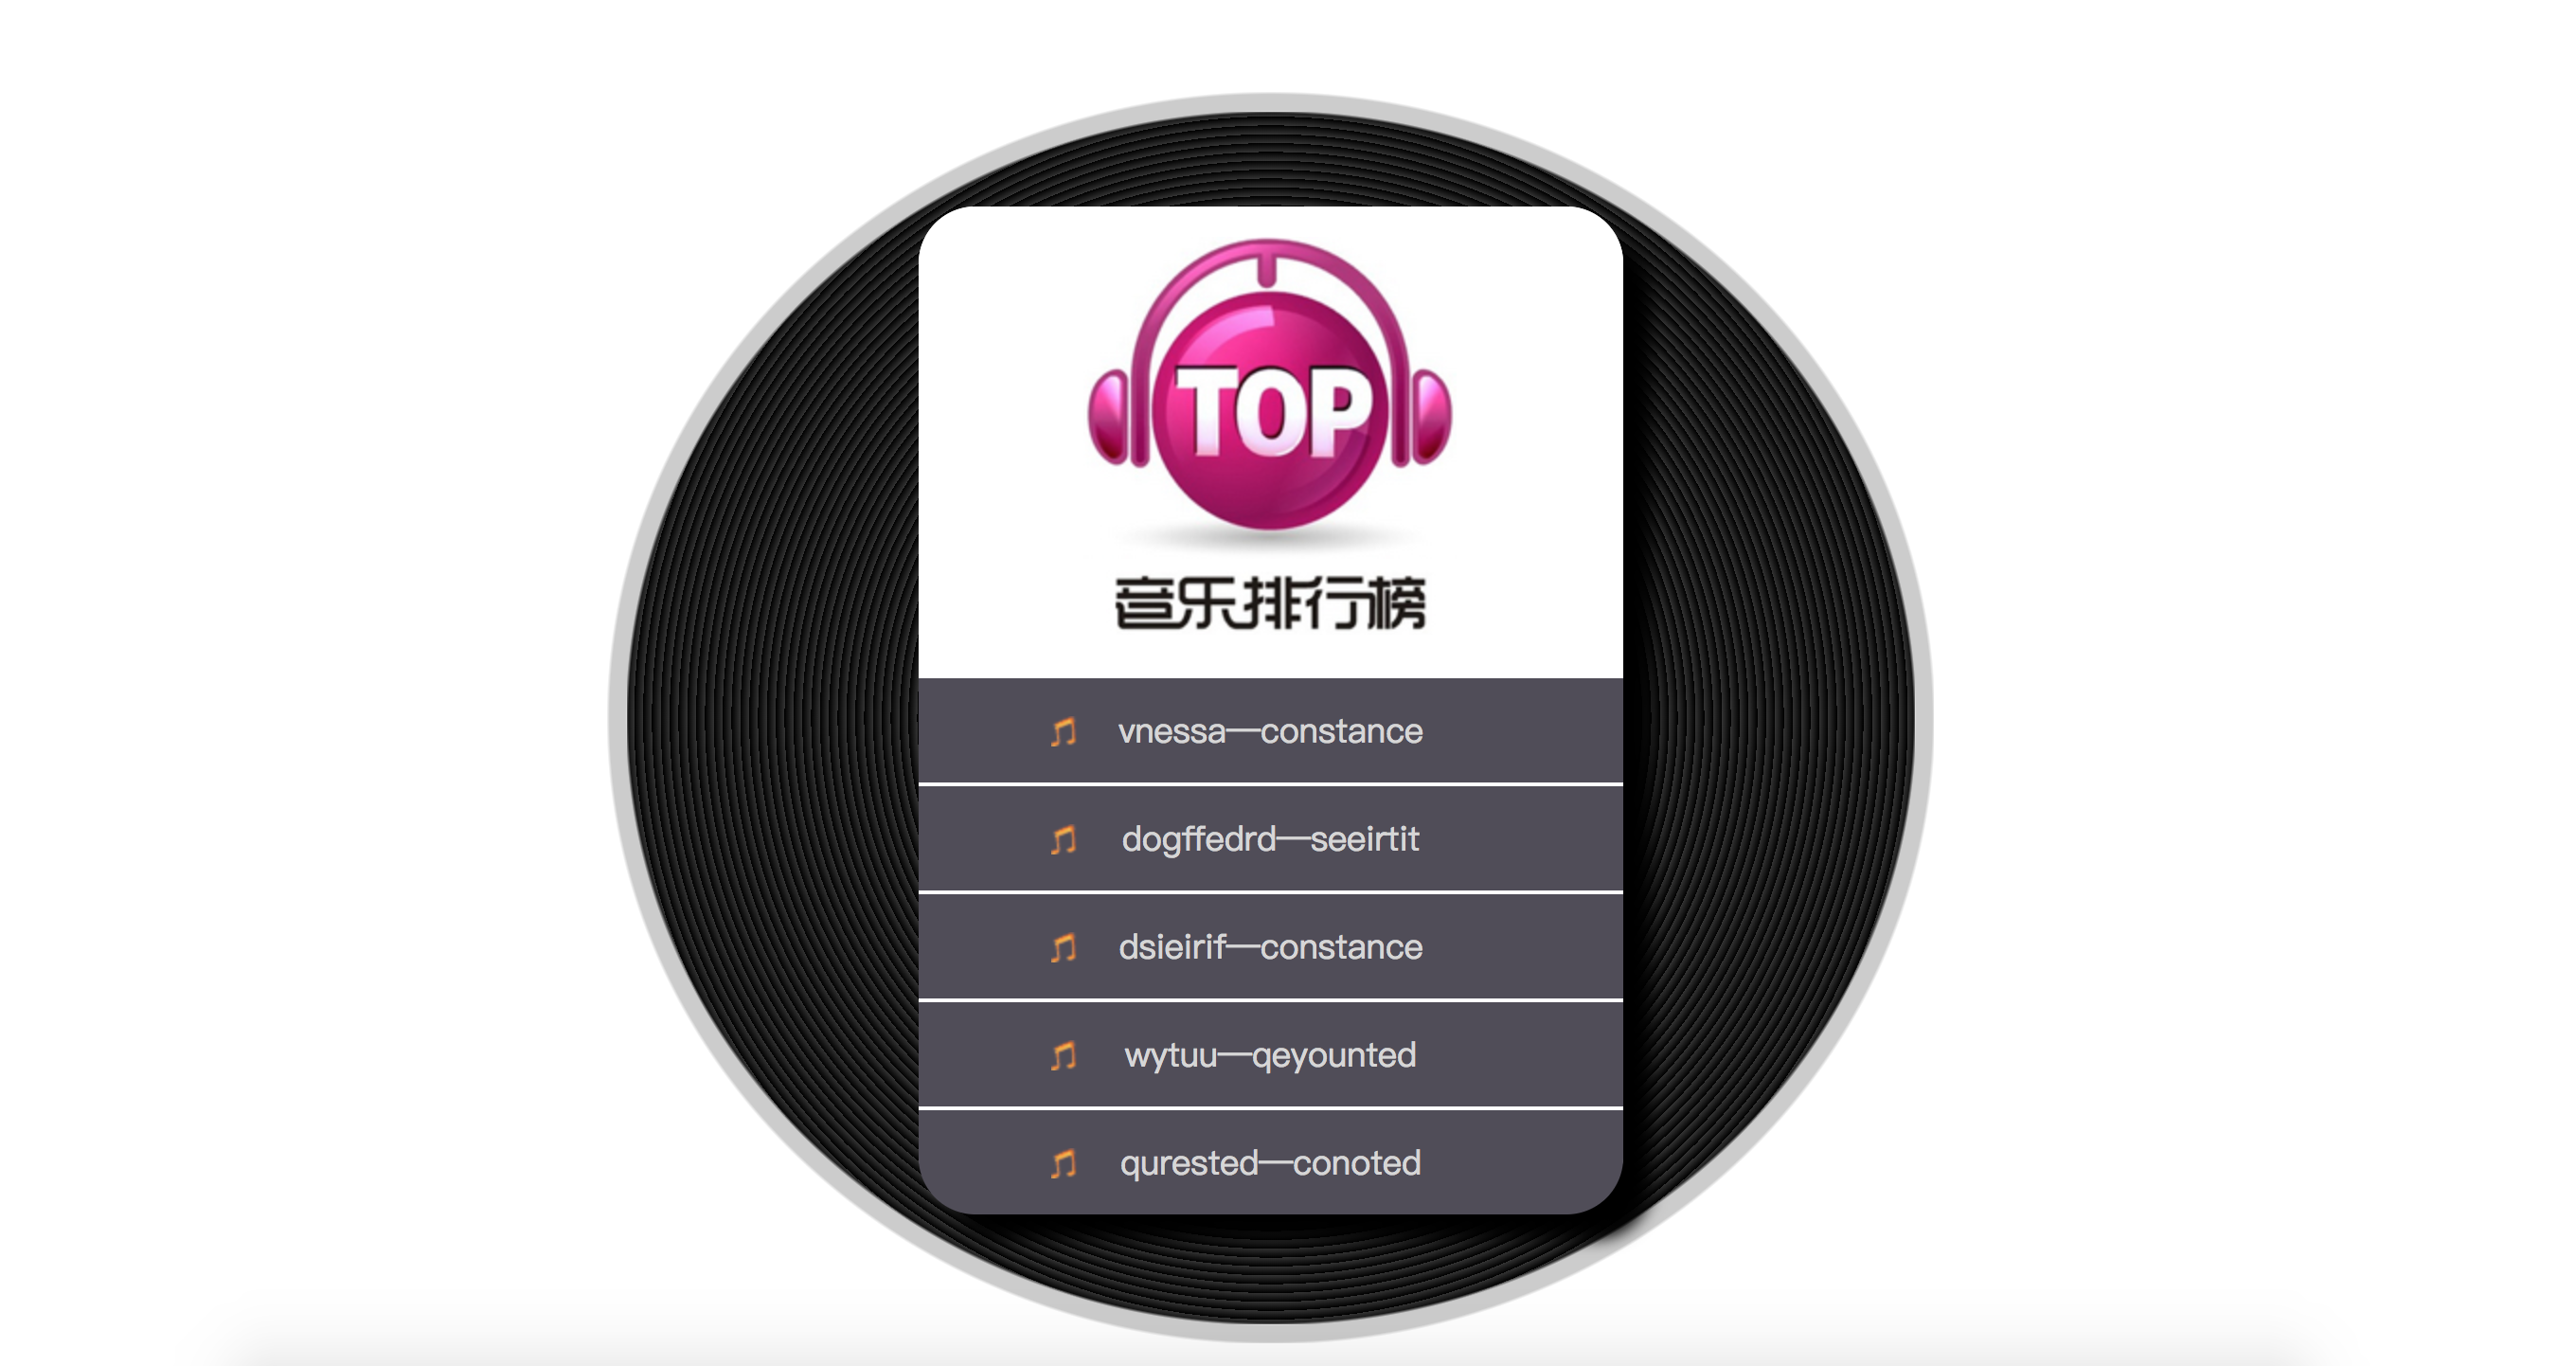 TOP
音乐排行榜
vnessa—constance
dogffedrd—seeirtit
dsieirif—constance
wytuu—qeyounted
qurested—conoted